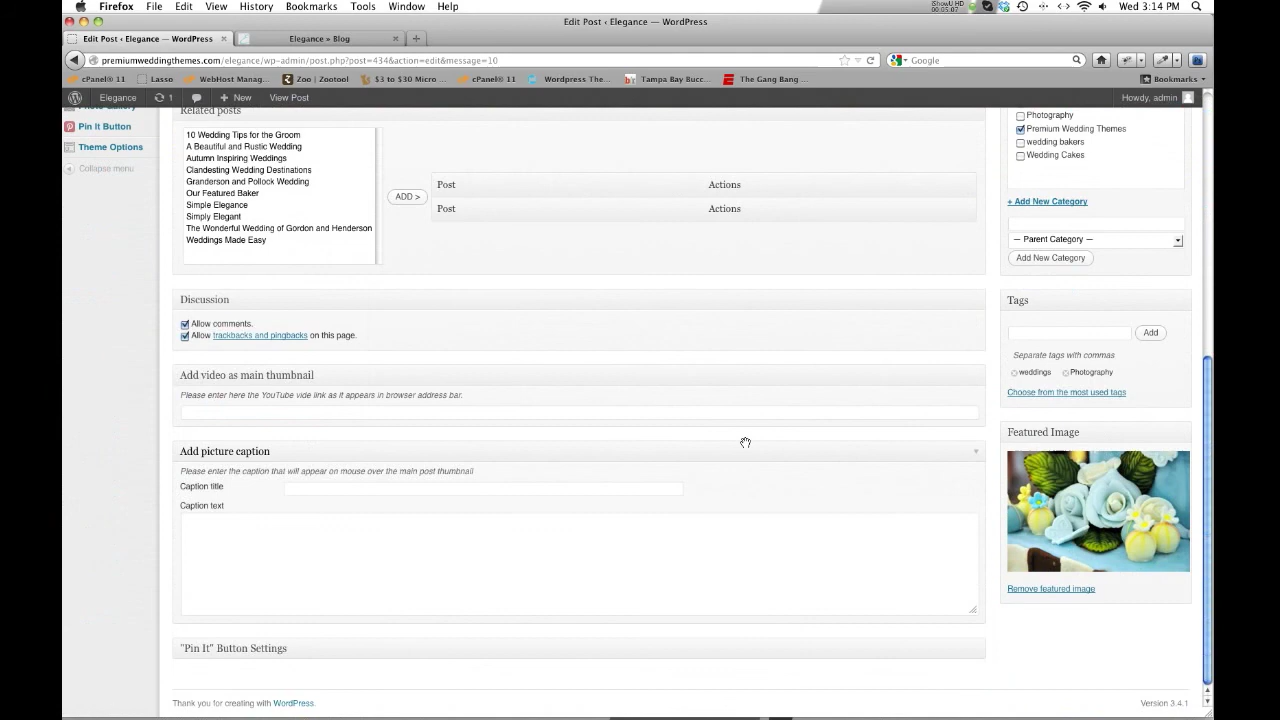 Firefox File Edit View History Bookmarks Tools Window Help
iShowU HD
00:05:07
Wed 3:14 PM
Edit Post ‹ Elegance — WordPress
Edit Post ‹ Elegance — WordPress
Elegance » Blog
premiumweddingthemes.com/elegance/wp-admin/post.php?post=434&action=edit&message=10
Google
cPanel® 11 Lasso WebHost Manag... Zoo | Zootool $3 to $30 Micro ... cPanel® 11 Wordpress The... Tampa Bay Bucc... The Gang Bang ... Bookmarks
Elegance 1 + New View Post Howdy, admin
Photo Gallery
Pin It Button
Theme Options
Collapse menu
Related posts
10 Wedding Tips for the Groom
A Beautiful and Rustic Wedding
Autumn Inspiring Weddings
Clandesting Wedding Destinations
Granderson and Pollock Wedding
Our Featured Baker
Simple Elegance
Simply Elegant
The Wonderful Wedding of Gordon and Henderson
Weddings Made Easy
ADD >
Post Actions
Post Actions
Discussion
Allow comments.
Allow trackbacks and pingbacks on this page.
Add video as main thumbnail
Please enter here the YouTube vide link as it appears in browser address bar.
Add picture caption
Please enter the caption that will appear on mouse over the main post thumbnail
Caption title
Caption text
"Pin It" Button Settings
Photography
Premium Wedding Themes
wedding bakers
Wedding Cakes
+ Add New Category
— Parent Category —
Add New Category
Tags
Add
Separate tags with commas
weddings Photography
Choose from the most used tags
Featured Image
Remove featured image
Thank you for creating with WordPress.
Version 3.4.1